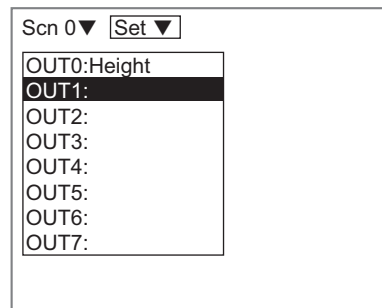 Scn 0▼ Set ▼
OUT0:Height
OUT1:
OUT2:
OUT3:
OUT4:
OUT5:
OUT6:
OUT7: